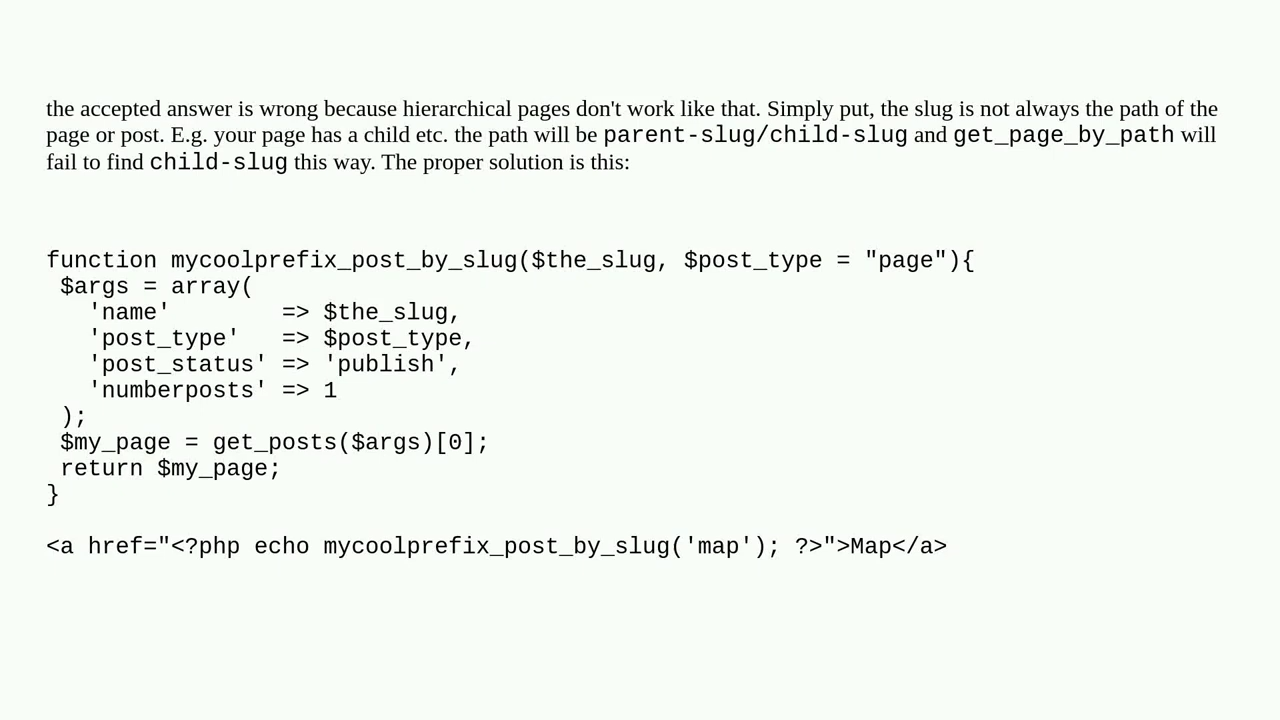 the accepted answer is wrong because hierarchical pages don't work like that. Simply put, the slug is not always the path of the
page or post. E.g. your page has a child etc. the path will be parent-slug/child-slug and get_page_by_path will
fail to find child-slug this way. The proper solution is this:
function mycoolprefix_post_by_slug($the_slug, $post_type = "page"){
 $args = array(
   'name'        => $the_slug,
   'post_type'   => $post_type,
   'post_status' => 'publish',
   'numberposts' => 1
 );
 $my_page = get_posts($args)[0];
 return $my_page;
}
<a href="<?php echo mycoolprefix_post_by_slug('map'); ?>">Map</a>